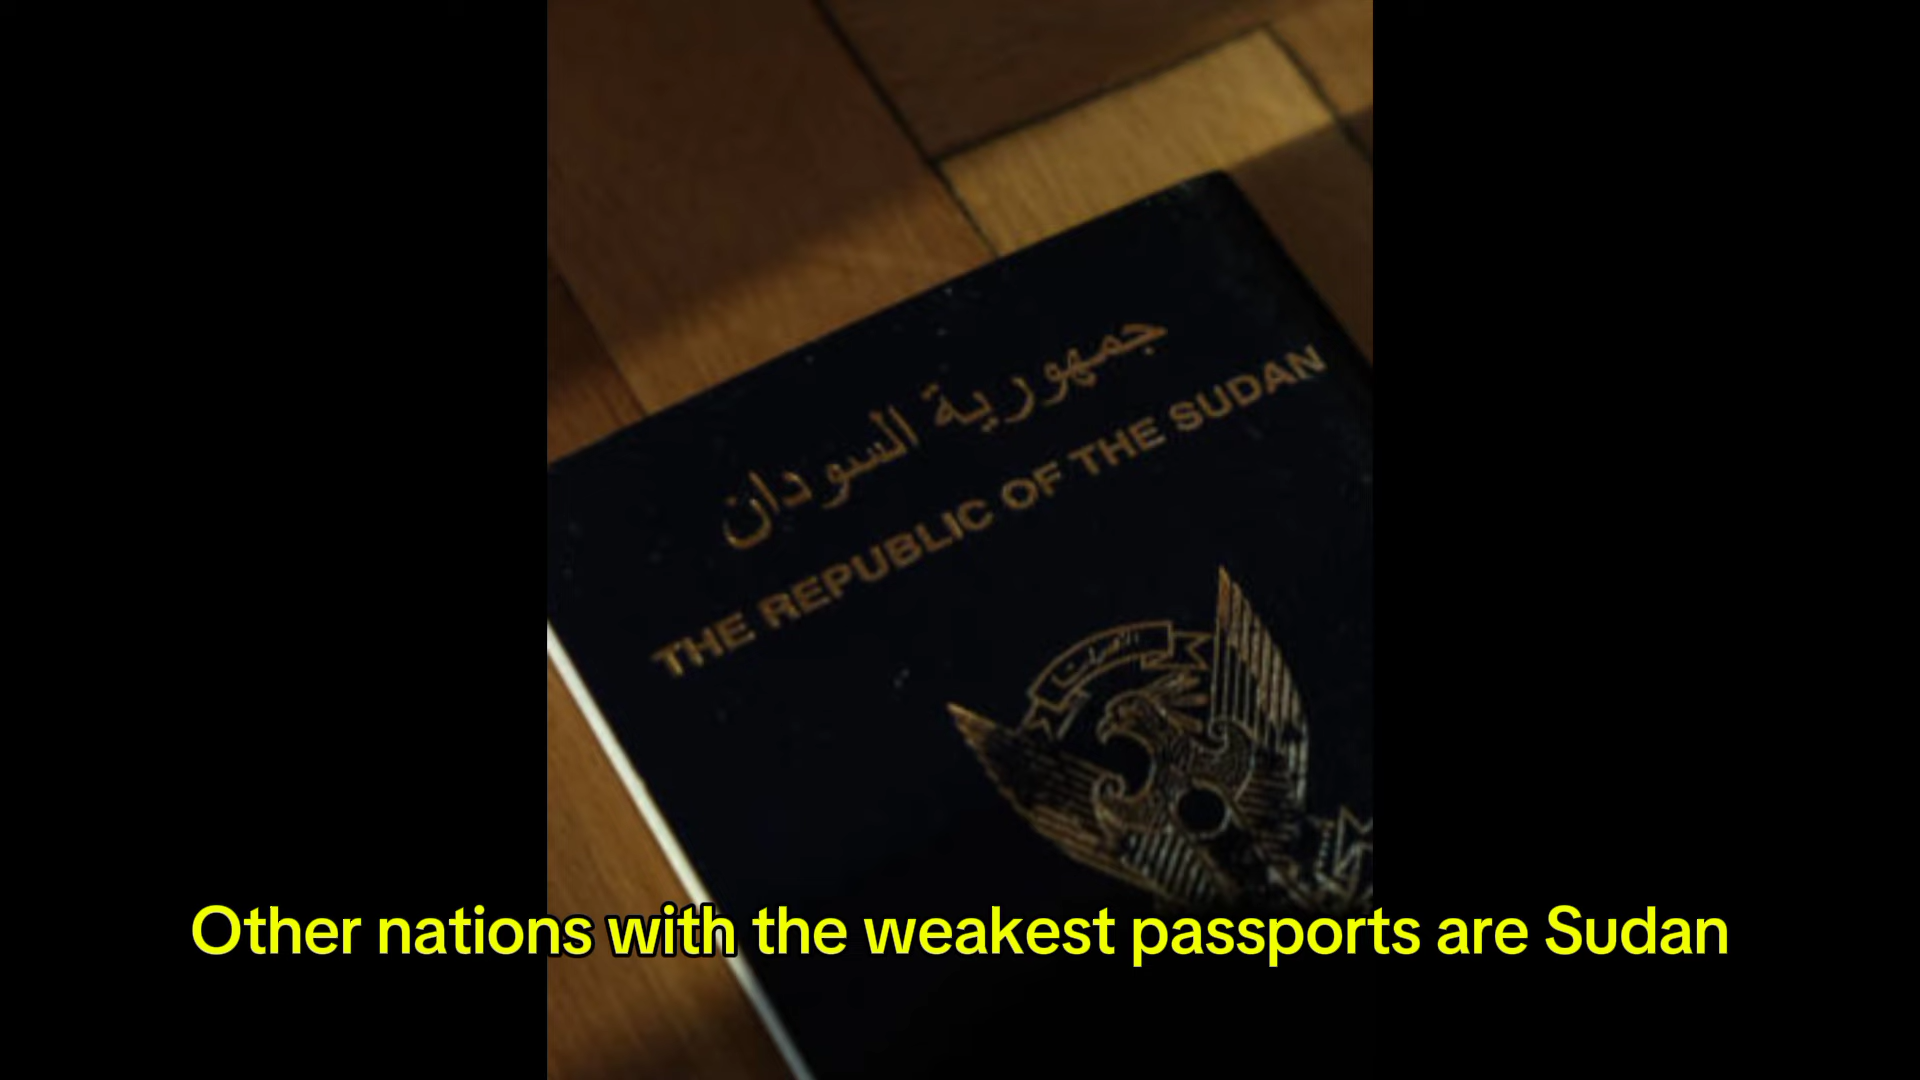 جمهورية السودان
THE REPUBLIC OF THE SUDAN
Other nations with the weakest passports are Sudan